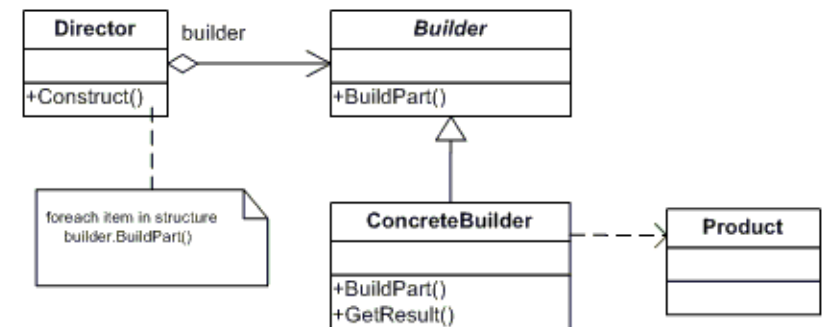 Director
builder
Builder
+Construct()
+BuildPart()
foreach item in structure
builder.BuildPart()
ConcreteBuilder
Product
+BuildPart()
+GetResult()